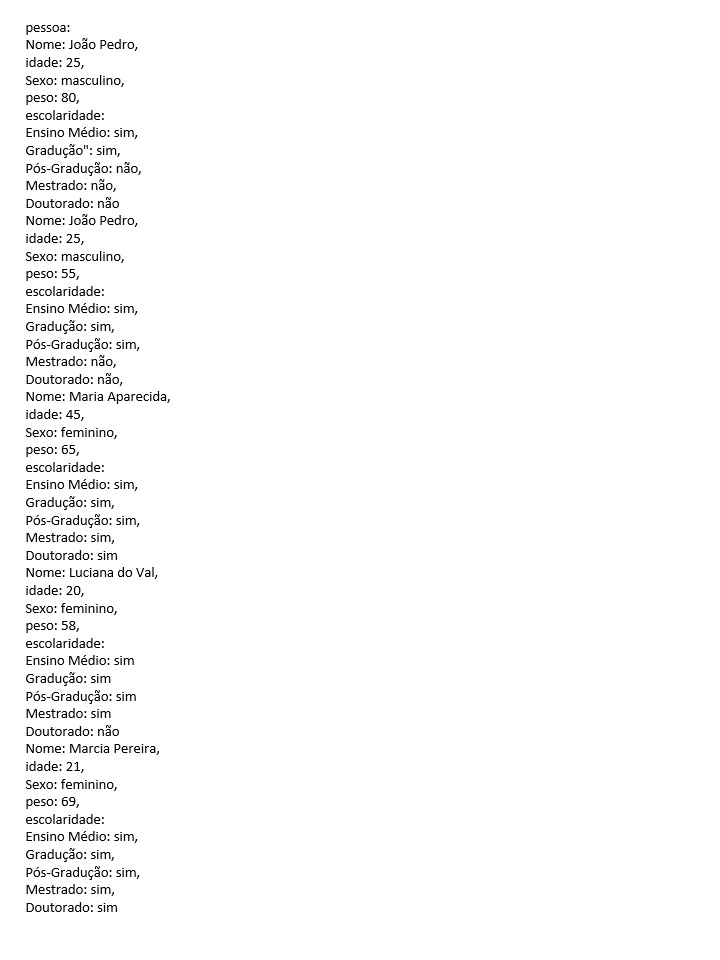 pessoa:
Nome: João Pedro,
idade: 25,
Sexo: masculino,
peso: 80,
escolaridade:
Ensino Médio: sim,
Gradução": sim,
Pós-Gradução: não,
Mestrado: não,
Doutorado: não
Nome: João Pedro,
idade: 25,
Sexo: masculino,
peso: 55,
escolaridade:
Ensino Médio: sim,
Gradução: sim,
Pós-Gradução: sim,
Mestrado: não,
Doutorado: não,
Nome: Maria Aparecida,
idade: 45,
Sexo: feminino,
peso: 65,
escolaridade:
Ensino Médio: sim,
Gradução: sim,
Pós-Gradução: sim,
Mestrado: sim,
Doutorado: sim
Nome: Luciana do Val,
idade: 20,
Sexo: feminino,
peso: 58,
escolaridade:
Ensino Médio: sim
Gradução: sim
Pós-Gradução: sim
Mestrado: sim
Doutorado: não
Nome: Marcia Pereira,
idade: 21,
Sexo: feminino,
peso: 69,
escolaridade:
Ensino Médio: sim,
Gradução: sim,
Pós-Gradução: sim,
Mestrado: sim,
Doutorado: sim